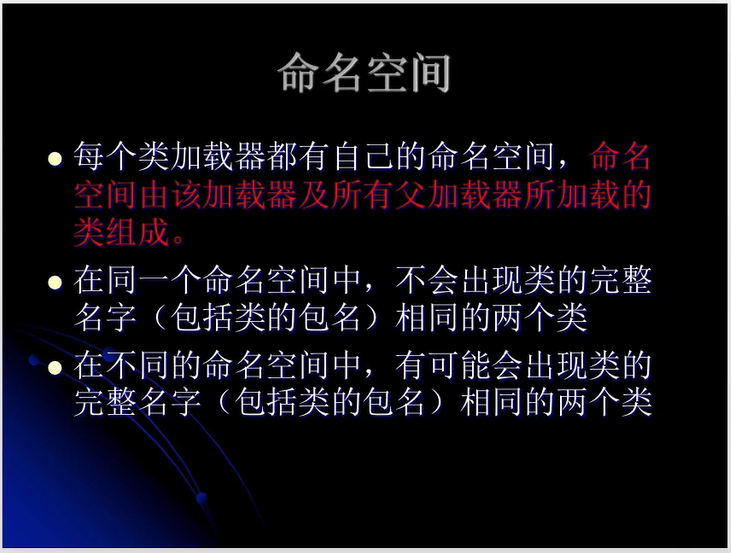 命名空间
每个类加载器都有自己的命名空间，命名
空间由该加载器及所有父加载器所加载的
类组成。
在同一个命名空间中，不会出现类的完整
名字（包括类的包名）相同的两个类
在不同的命名空间中，有可能会出现类的
完整名字（包括类的包名）相同的两个类